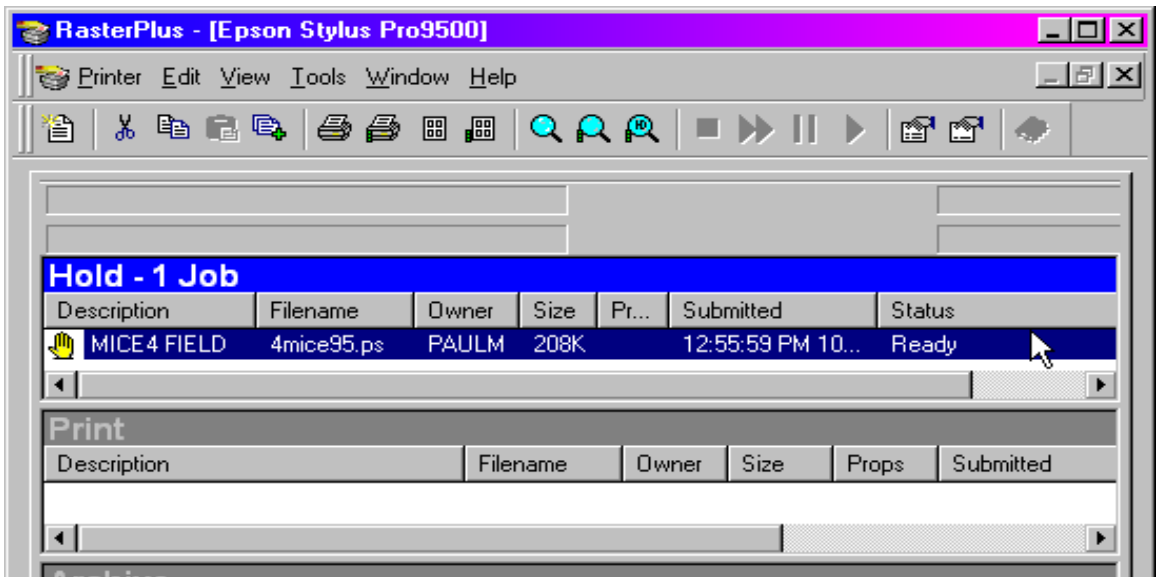 RasterPlus - [Epson Stylus Pro9500]
Printer Edit View Tools Window Help
Hold - 1 Job
Description Filename Owner Size Pr... Submitted Status
MICE4 FIELD 4mice95.ps PAULM 208K 12:55:59 PM 10... Ready
Print
Description Filename Owner Size Props Submitted